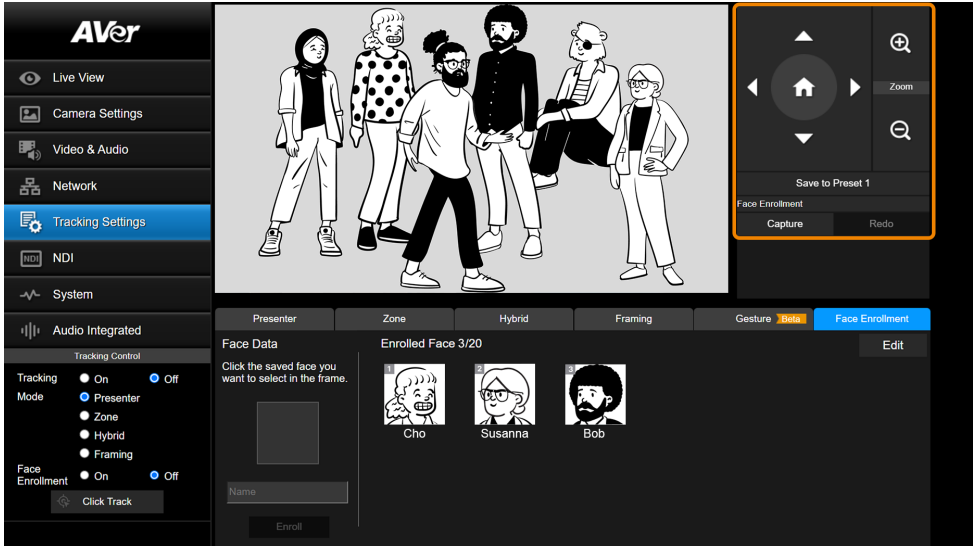 AVer
Live View
Camera Settings
Video & Audio
Network
Tracking Settings
NDI
NDI
System
Audio Integrated
Tracking Control
Tracking On Off
Mode Presenter
Zone
Hybrid
Framing
Face
Enrollment On Off
Click Track
Zoom
Save to Preset 1
Face Enrollment
Capture Redo
Presenter Zone Hybrid Framing Gesture Beta Face Enrollment
Face Data
Click the saved face you
want to select in the frame.
Name
Enroll
Enrolled Face 3/20
Edit
1 2 3
Cho Susanna Bob